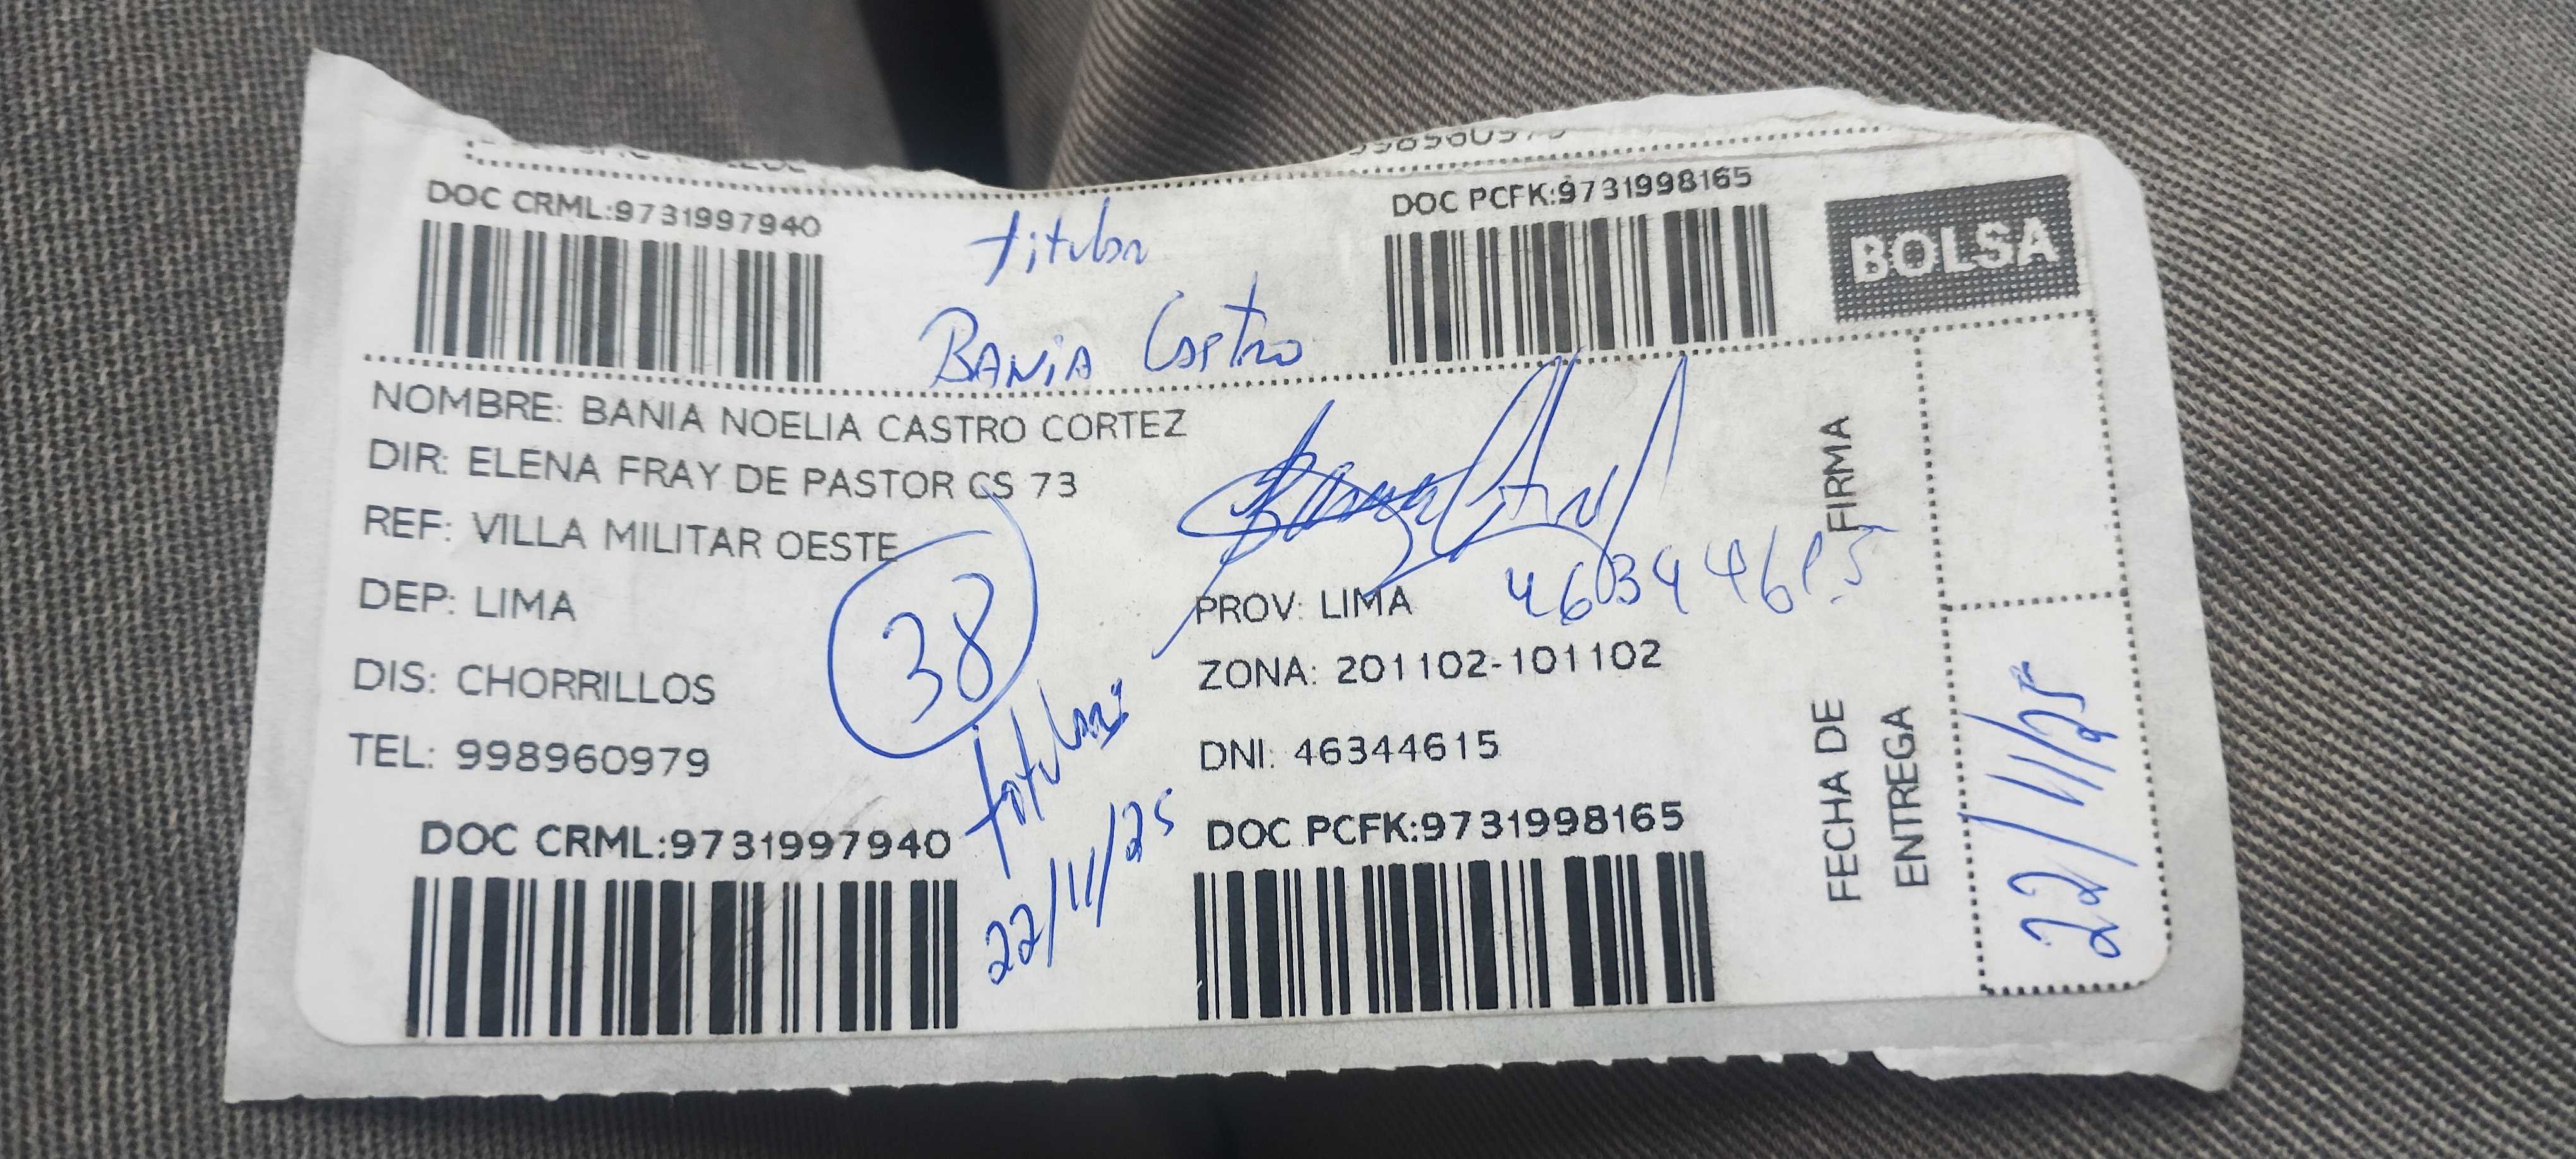 DOC CRML:9731997940
titular
DOC PCFK:9731998165
BOLSA
BANIA Castro
NOMBRE: BANIA NOELIA CASTRO CORTEZ
DIR: ELENA FRAY DE PASTOR CS 73
REF: VILLA MILITAR OESTE
FIRMA
46344615
DEP: LIMA
PROV: LIMA
38
ZONA: 201102-101102
DIS: CHORRILLOS
TEL: 998960979
DNI: 46344615
titular
22/11/25
FECHA DE
ENTREGA
22/11/25
DOC CRML:9731997940
DOC PCFK:9731998165